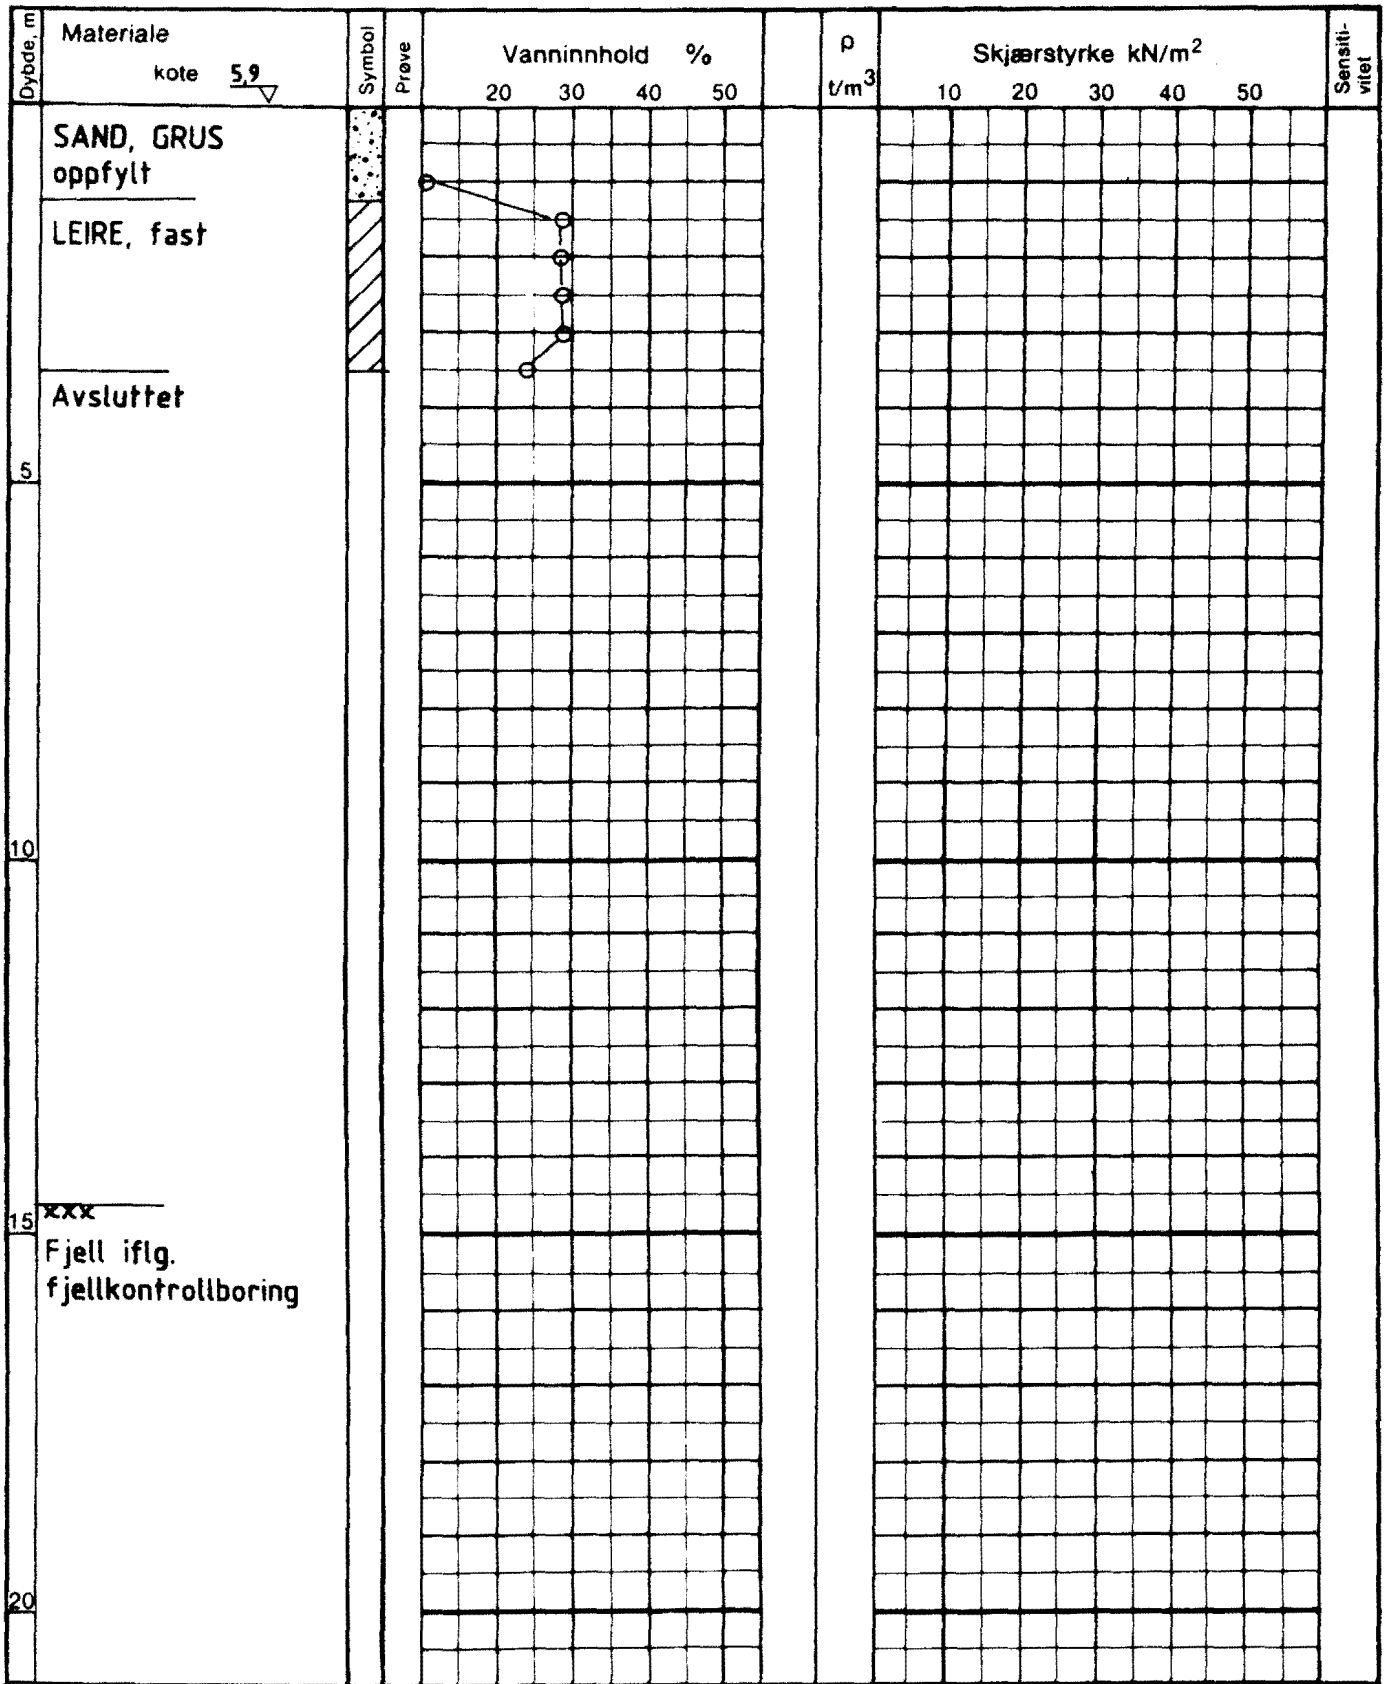 Dybde, m
Materiale
kote 5,9
Symbol
Prøve
Vanninnhold %
20 30 40 50
ρ
t/m³
Skjærstyrke kN/m²
10 20 30 40 50
Sensiti-
vitet
SAND, GRUS
oppfylt
LEIRE, fast
Avsluttet
5
10
15
xxx
Fjell iflg.
fjellkontrollboring
20